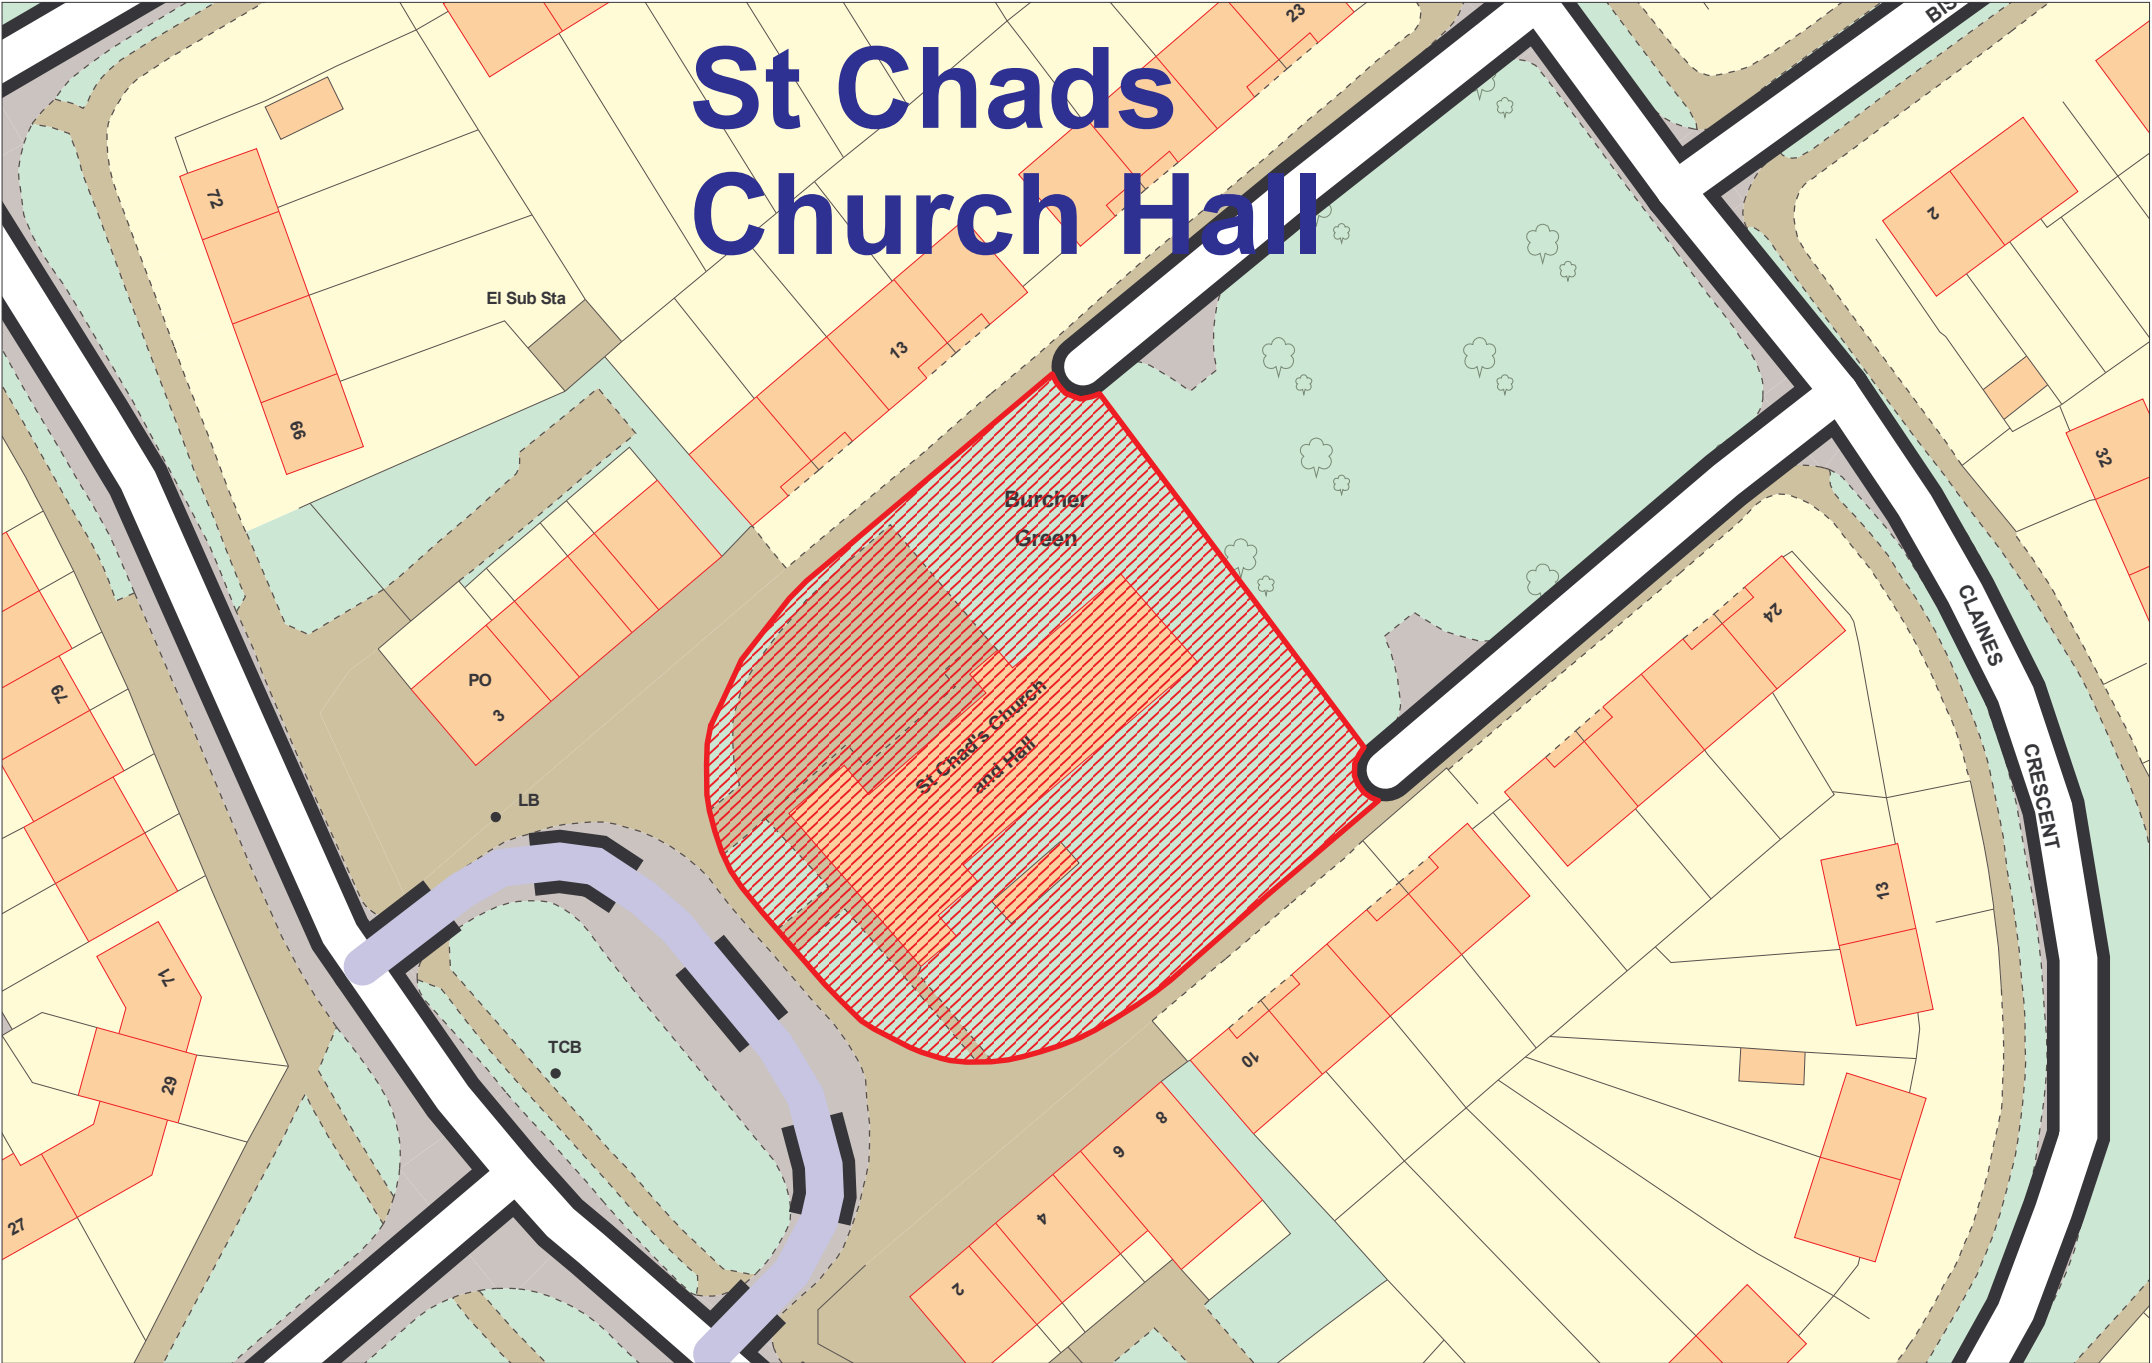 St Chads
Church Hall
23
BIS
72
2
El Sub Sta
13
66
32
Burcher
Green
CLAINES
24
79
PO
3
St Chad's Church
and Hall
LB
CRESCENT
13
71
TCB
10
29
8
6
4
27
2